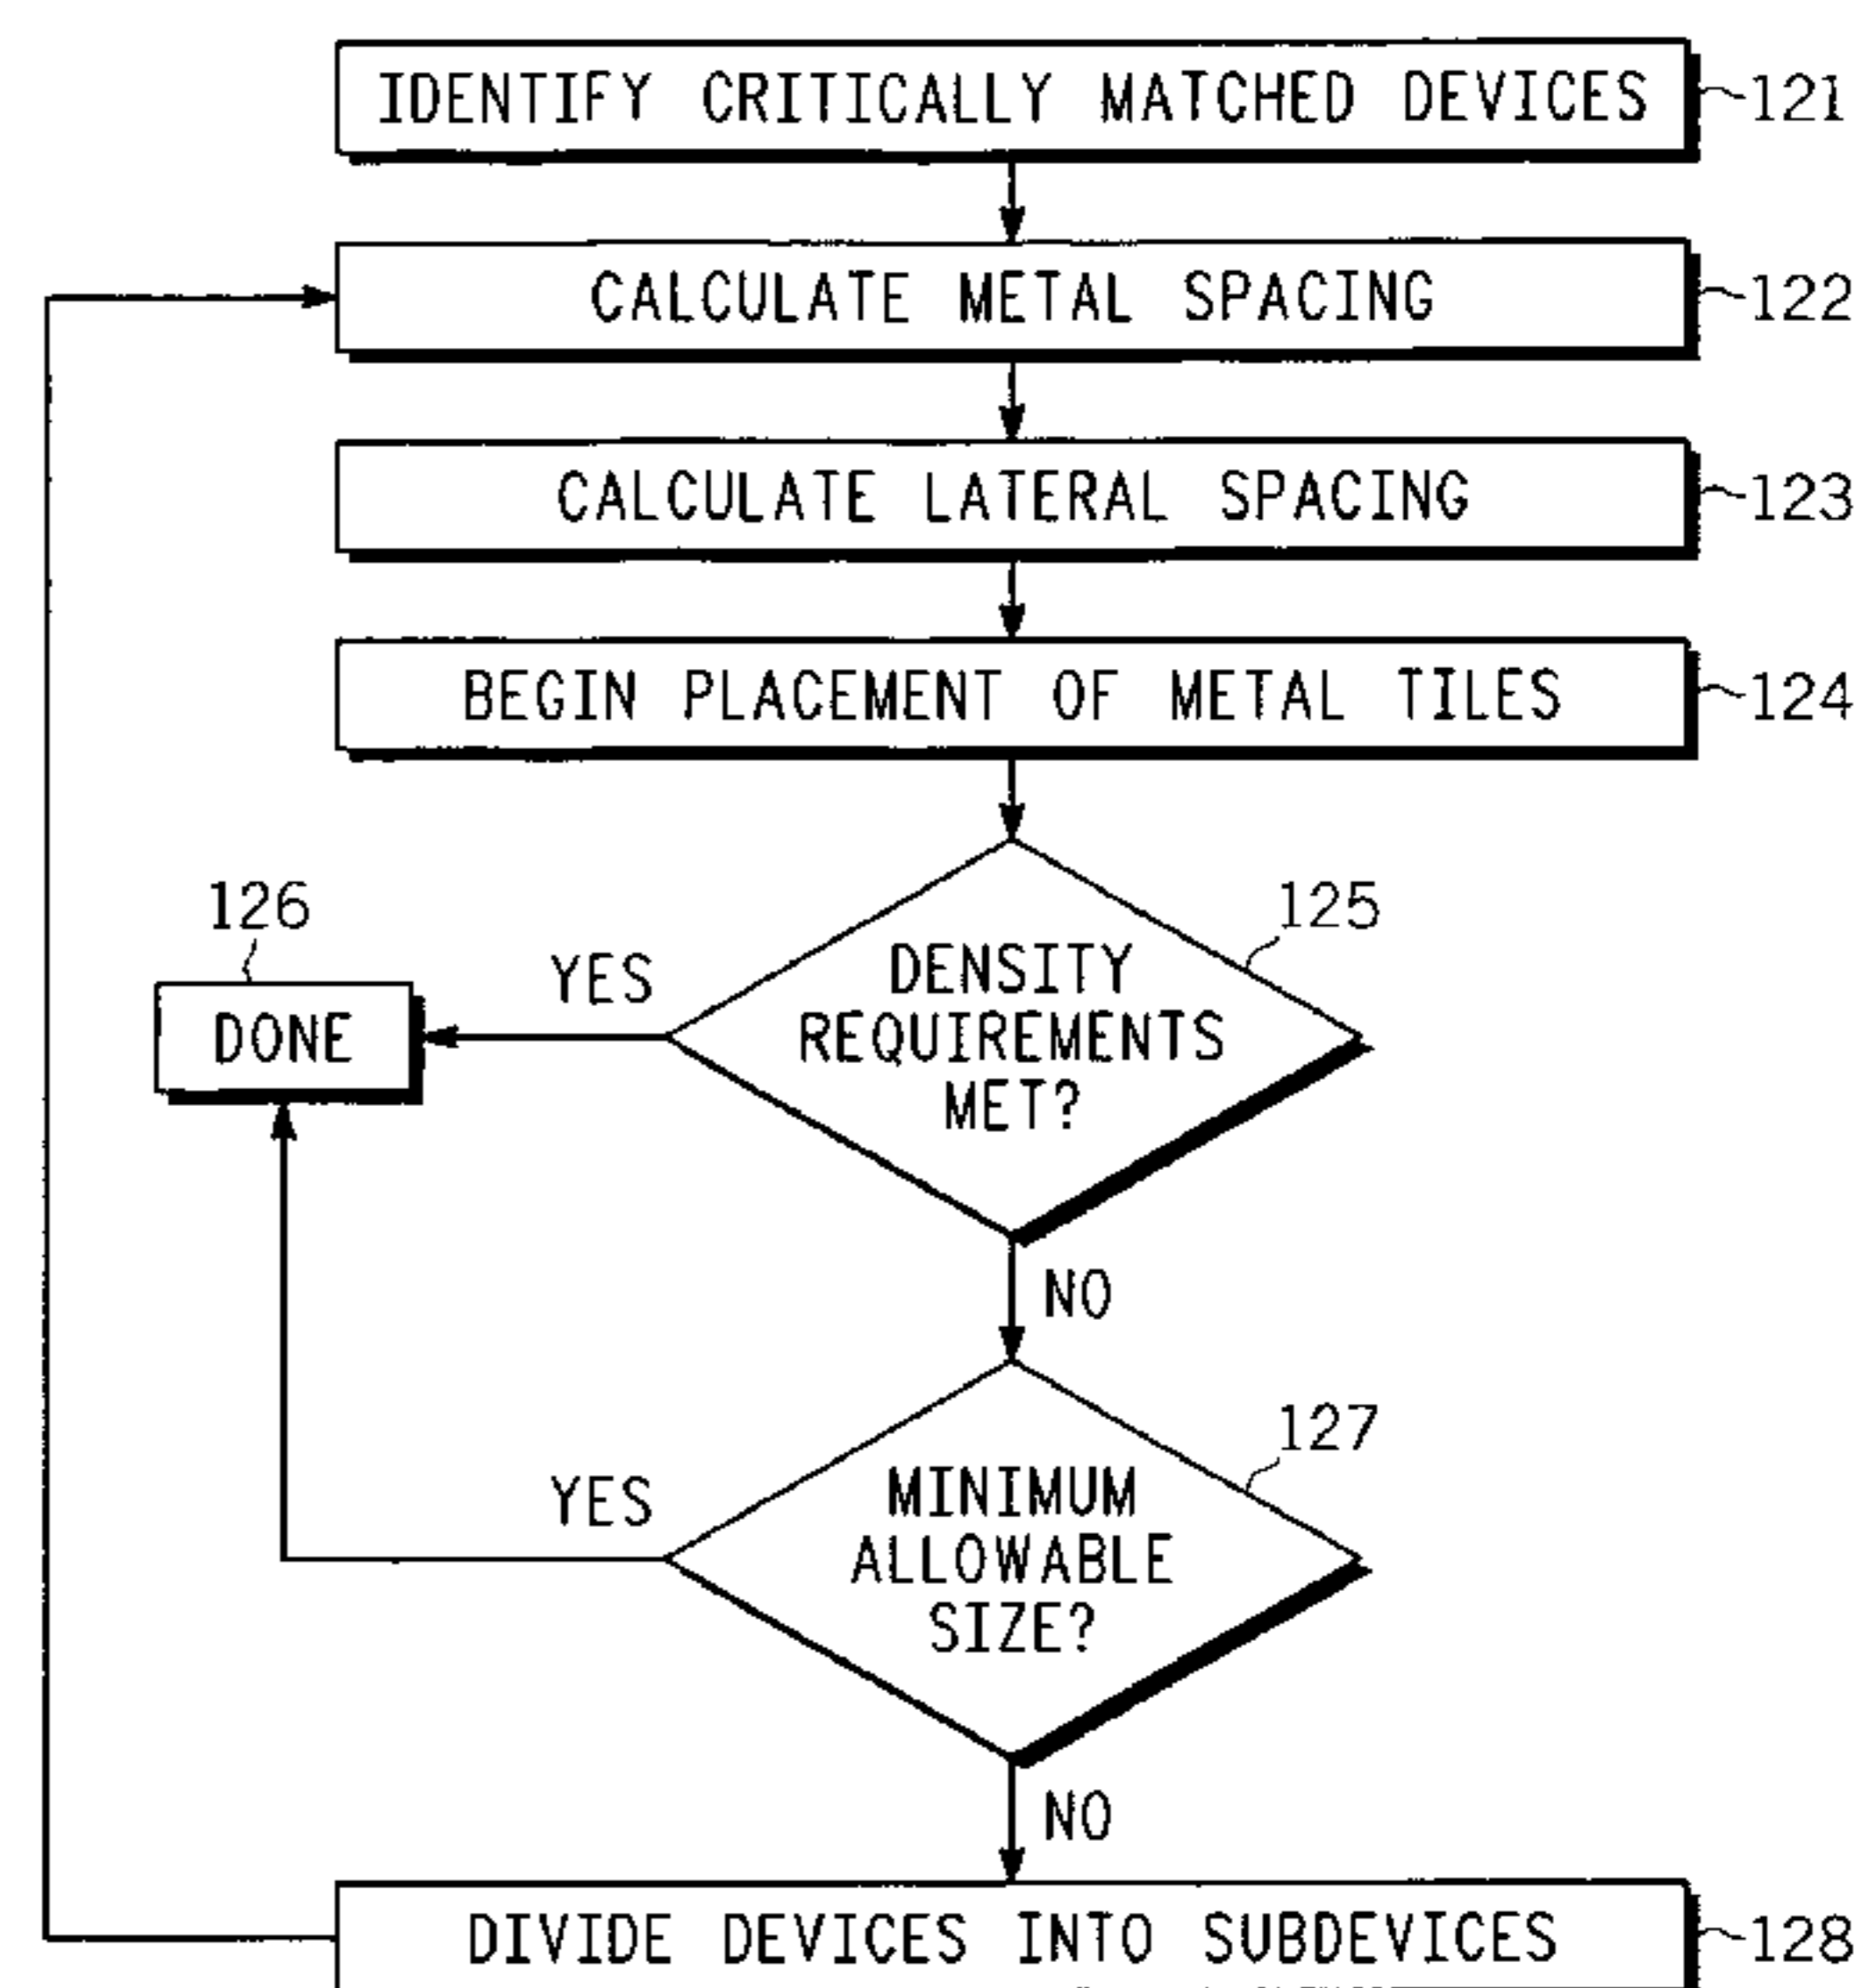 IDENTIFY CRITICALLY MATCHED DEVICES 121
CALCULATE METAL SPACING 122
CALCULATE LATERAL SPACING 123
BEGIN PLACEMENT OF METAL TILES 124
126
125
YES
DENSITY
REQUIREMENTS
MET?
DONE
NO
127
YES
MINIMUM
ALLOWABLE
SIZE?
NO
DIVIDE DEVICES INTO SUBDEVICES 128